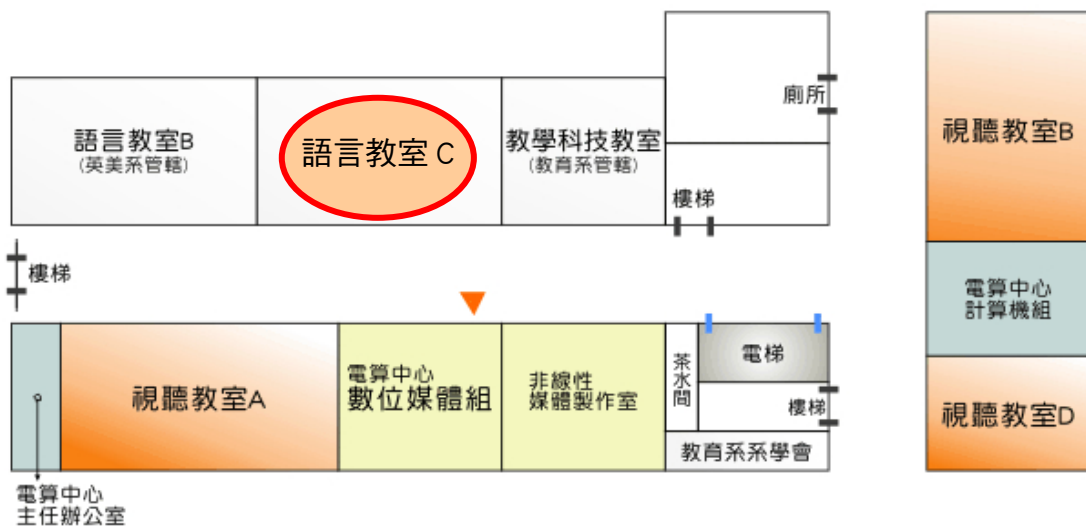 廁所
語言教室B
(英美系管轄)
語言教室 C
教學科技教室
(教育系管轄)
樓梯
視聽教室B
樓梯
電算中心
計算機組
視聽教室A
電算中心
數位媒體組
非線性
媒體製作室
茶水間
電梯
樓梯
教育系系學會
視聽教室D
電算中心
主任辦公室